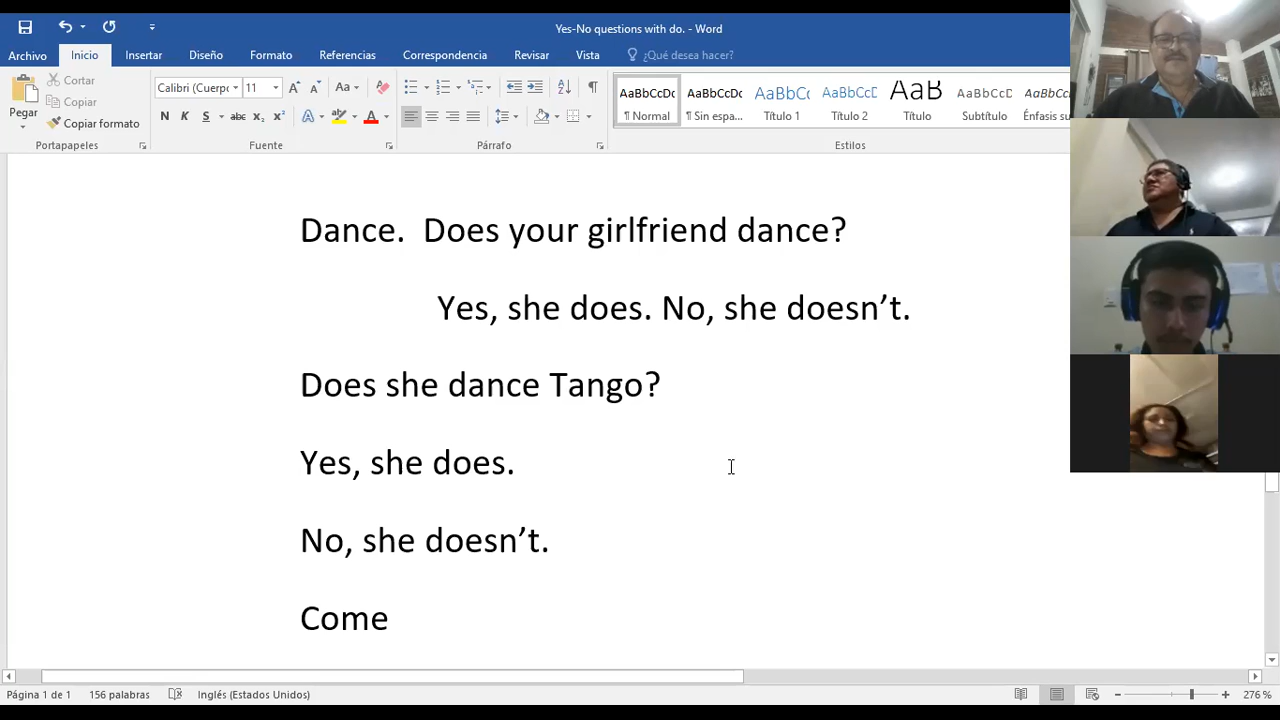 Yes-No questions with do. - Word
Archivo Inicio Insertar Diseño Formato Referencias Correspondencia Revisar Vista ¿Qué desea hacer?
Pegar
Cortar
Copiar
Copiar formato
Portapapeles
Calibri (Cuerpo 11
N K S abc x₂ x²
Fuente
Párrafo
AaBbCcDc AaBbCcDc AaBbCc AaBbCcD AaB AaBbCcD AaBbCcD
¶ Normal ¶ Sin espa... Título 1 Título 2 Título Subtítulo Énfasis su
Estilos
Dance. Does your girlfriend dance?
Yes, she does. No, she doesn’t.
Does she dance Tango?
Yes, she does.
No, she doesn’t.
Come
Página 1 de 1 156 palabras Inglés (Estados Unidos) 276 %